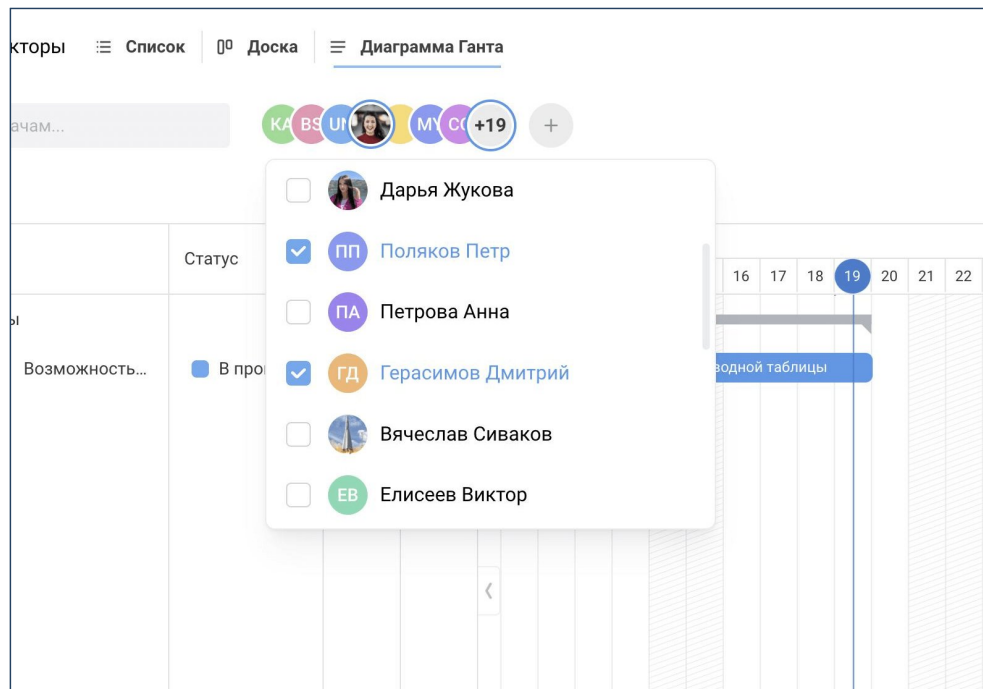 кторы Список Доска Диаграмма Ганта
ачам... KA BS UN MY CC +19 +
Дарья Жукова
Статус
ПП Поляков Петр
16 17 18 19 20 21 22
ПА Петрова Анна
ы
Возможность... В про
ГД Герасимов Дмитрий
водной таблицы
Вячеслав Сиваков
ЕВ Елисеев Виктор